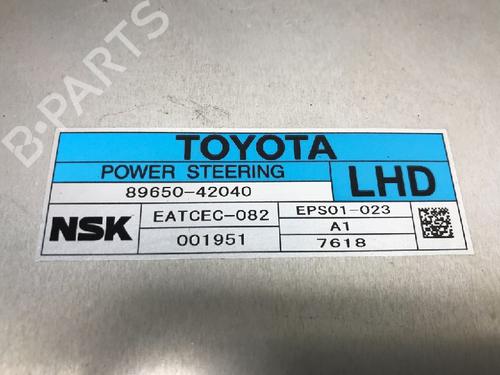 B-PARTS
TOYOTA
POWER STEERING
89650-42040
LHD
NSK
EATCEC-082
001951
EPS01-023
A1
7618